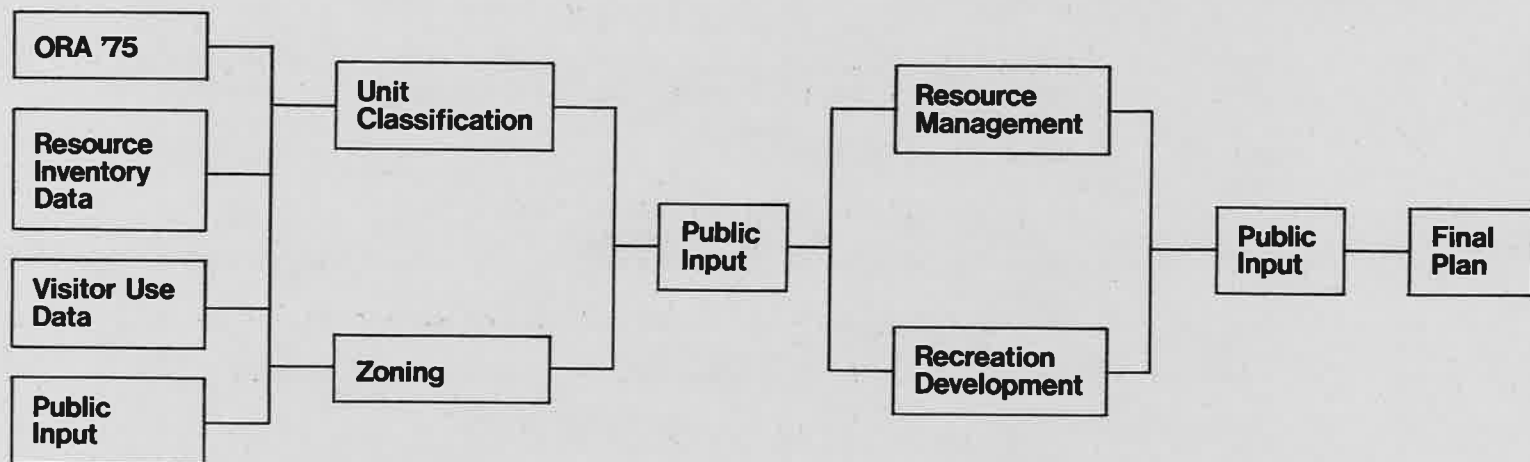 ORA '75
Resource
Inventory
Data
Visitor Use
Data
Public
Input
Unit
Classification
Zoning
Public
Input
Resource
Management
Recreation
Development
Public
Input
Final
Plan